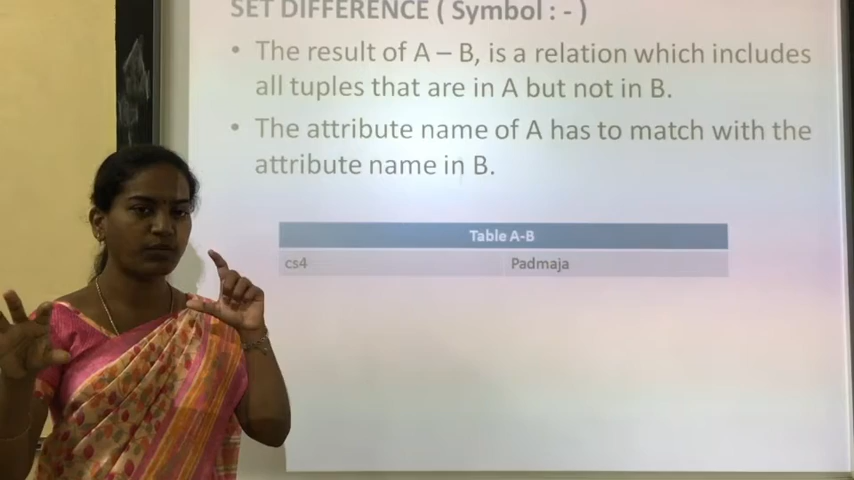 SET DIFFERENCE ( Symbol : - )
• The result of A – B, is a relation which includes
all tuples that are in A but not in B.
• The attribute name of A has to match with the
attribute name in B.
Table A-B
cs4 Padmaja